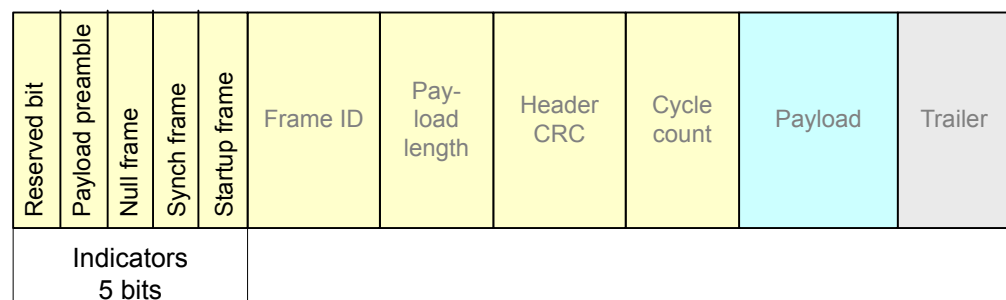 Reserved bit
Payload preamble
Null frame
Synch frame
Startup frame
Frame ID
Pay-
load
length
Header
CRC
Cycle
count
Payload
Trailer
Indicators
5 bits